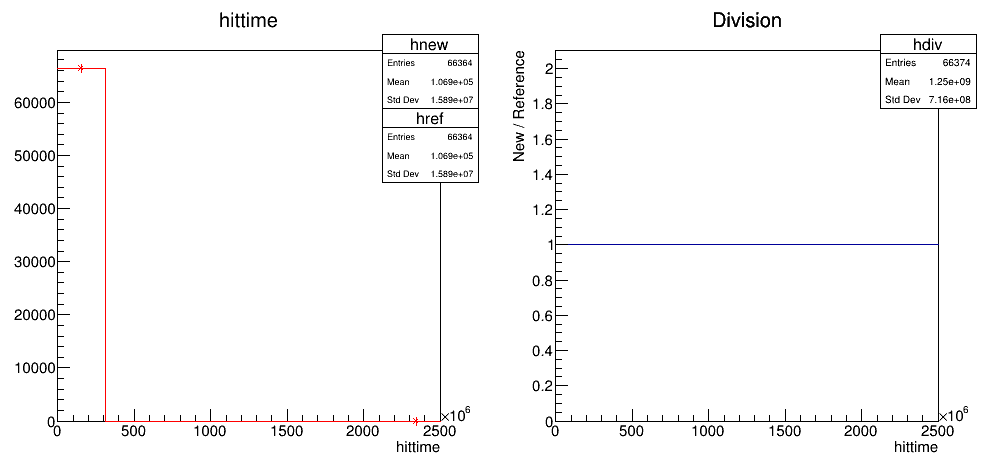 hittime
hnew
Entries 66364
Mean 1.069e+05
Std Dev 1.589e+07
href
Entries 66364
Mean 1.069e+05
Std Dev 1.589e+07
60000
50000
40000
30000
20000
10000
0
0 500 1000 1500 2000 2500
×10⁶
hittime
Division
hdiv
Entries 66374
Mean 1.25e+09
Std Dev 7.16e+08
New / Reference
2
1.8
1.6
1.4
1.2
1
0.8
0.6
0.4
0.2
0
0 500 1000 1500 2000 2500
×10⁶
hittime